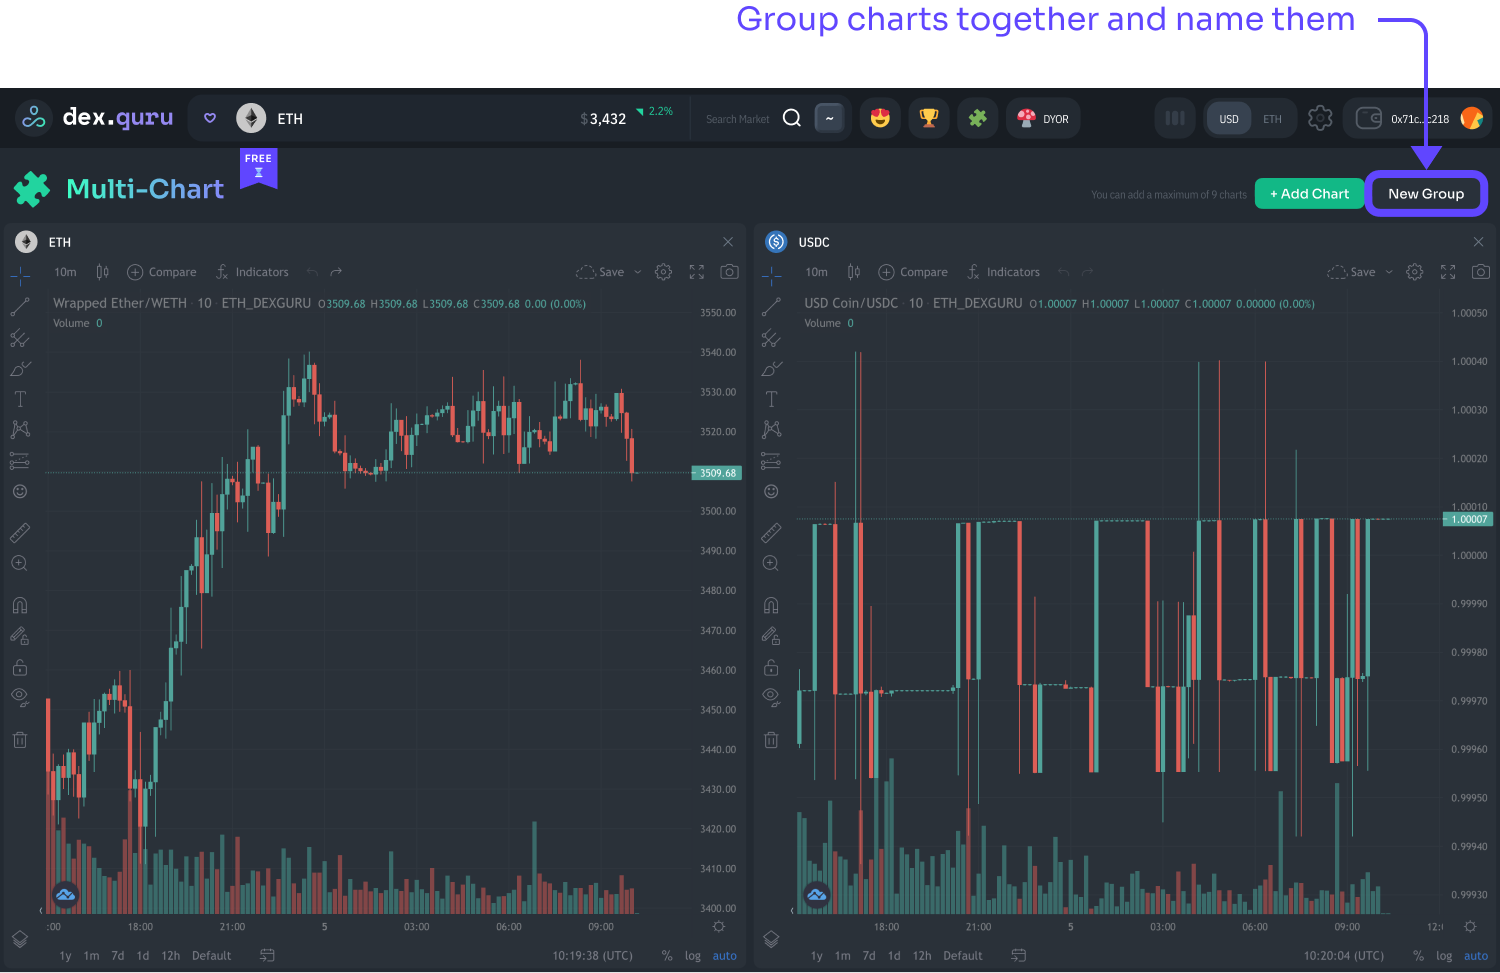 Group charts together and name them
dex.guru
ETH
$3,432
2.2%
Search Market
~
DYOR
USD
ETH
0x71c...c218
FREE
Multi-Chart
You can add a maximum of 9 charts
+ Add Chart
New Group
ETH
10m
Compare
Indicators
Save
Wrapped Ether/WETH · 10 · ETH_DEXGURU O3509.68 H3509.68 L3509.68 C3509.68 0.00 (0.00%)
Volume 0
3550.00
3540.00
3530.00
3520.00
3509.68
3500.00
3490.00
3480.00
3470.00
3460.00
3450.00
3440.00
3430.00
3420.00
3410.00
3400.00
:00 18:00 21:00 5 03:00 06:00 09:00
1y 1m 7d 1d 12h Default 10:19:38 (UTC) % log auto
USDC
10m
Compare
Indicators
Save
USD Coin/USDC · 10 · ETH_DEXGURU O1.00007 H1.00007 L1.00007 C1.00007 0.00000 (0.00%)
Volume 0
1.00050
1.00040
1.00030
1.00020
1.00010
1.00007
1.00000
0.99990
0.99980
0.99970
0.99960
0.99950
0.99940
0.99930
18:00 21:00 5 03:00 06:00 09:00 12:(
1y 1m 7d 1d 12h Default 10:20:04 (UTC) % log auto